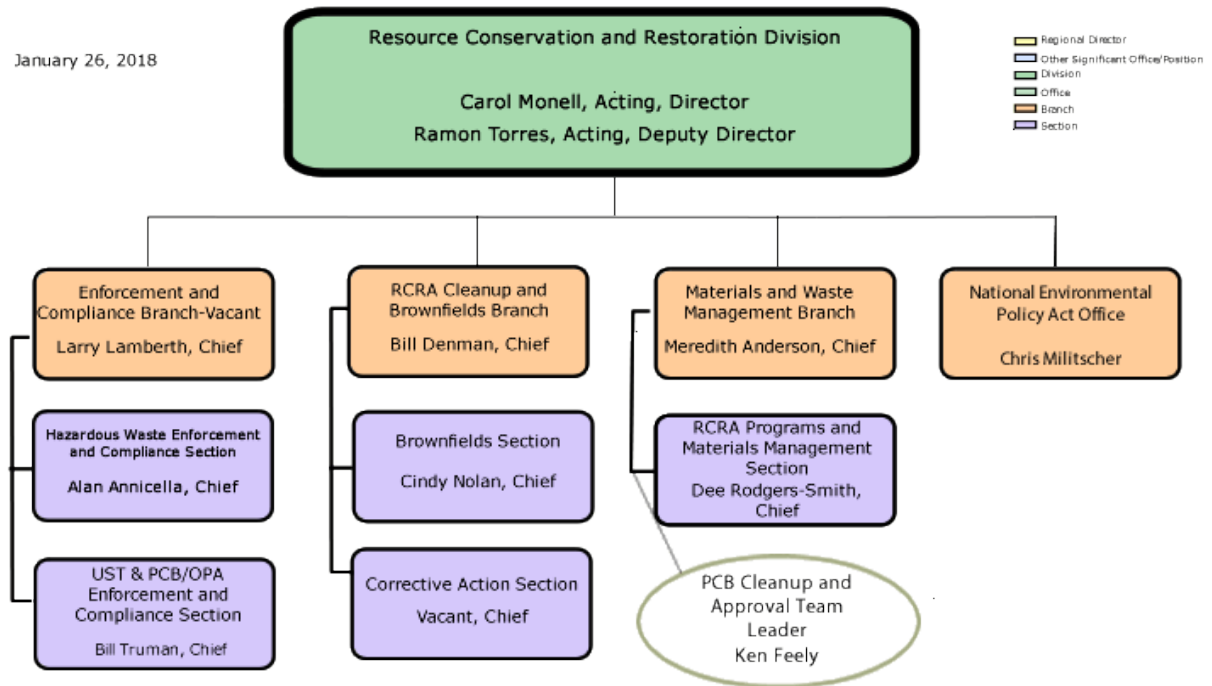 January 26, 2018
Resource Conservation and Restoration Division
Carol Monell, Acting, Director
Ramon Torres, Acting, Deputy Director
Regional Director
Other Significant Office/Position
Division
Office
Branch
Section
Enforcement and
Compliance Branch-Vacant
Larry Lamberth, Chief
RCRA Cleanup and
Brownfields Branch
Bill Denman, Chief
Materials and Waste
Management Branch
Meredith Anderson, Chief
National Environmental
Policy Act Office
Chris Militscher
Hazardous Waste Enforcement
and Compliance Section
Alan Annicella, Chief
Brownfields Section
Cindy Nolan, Chief
RCRA Programs and
Materials Management
Section
Dee Rodgers-Smith,
Chief
UST & PCB/OPA
Enforcement and
Compliance Section
Bill Truman, Chief
Corrective Action Section
Vacant, Chief
PCB Cleanup and
Approval Team
Leader
Ken Feely